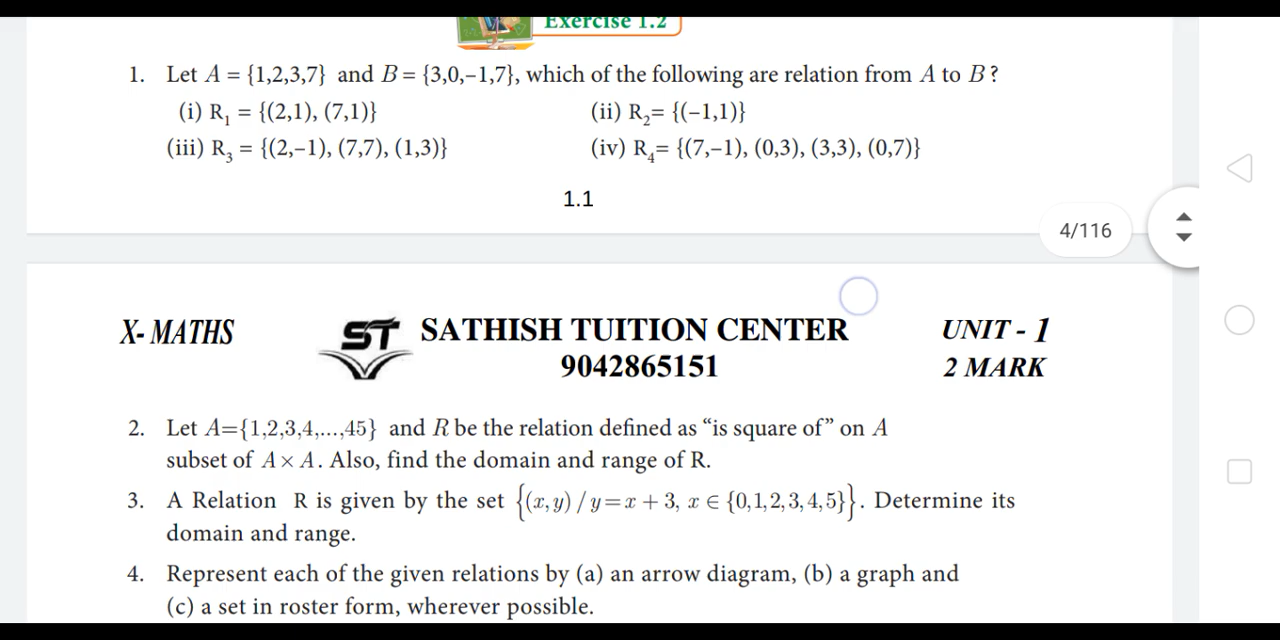 Exercise 1.2
1. Let A = {1,2,3,7} and B = {3,0,−1,7}, which of the following are relation from A to B ?
(i) R₁ = {(2,1), (7,1)} (ii) R₂= {(−1,1)}
(iii) R₃ = {(2,−1), (7,7), (1,3)} (iv) R₄= {(7,−1), (0,3), (3,3), (0,7)}
1.1
4/116
X- MATHS ST SATHISH TUITION CENTER UNIT - 1
9042865151 2 MARK
2. Let A={1,2,3,4,...,45} and R be the relation defined as “is square of” on A
subset of A × A. Also, find the domain and range of R.
3. A Relation R is given by the set {(x, y) / y = x + 3, x ∈ {0,1,2,3,4,5}}. Determine its
domain and range.
4. Represent each of the given relations by (a) an arrow diagram, (b) a graph and
(c) a set in roster form, wherever possible.